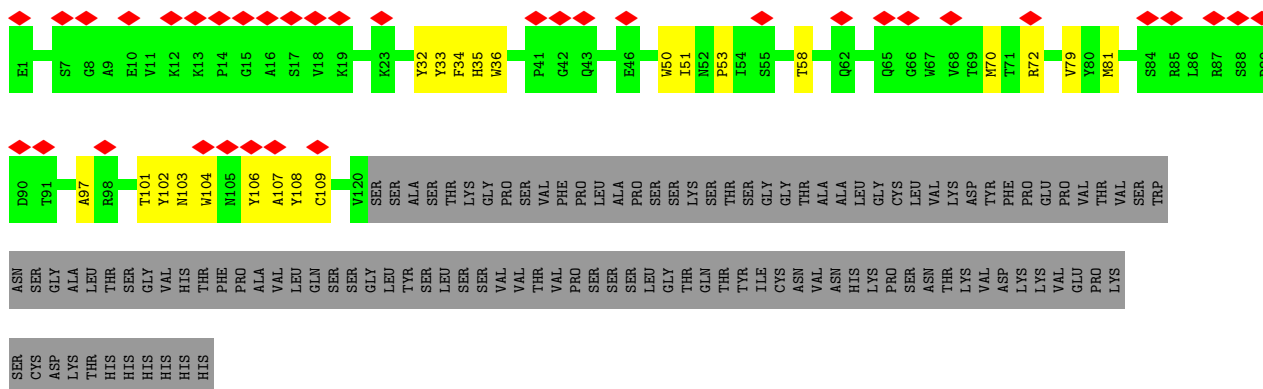 E1 S7 G8 A9 E10 V11 K12 K13 P14 G15 A16 S17 V18 K19 K23 Y32 Y33 F34 H35 W36 P41 G42 Q43 E46 W50 I51 N52 P53 I54 S55 T58 Q62 Q65 G66 W67 V68 T69 M70 T71 R72 V79 Y80 M81 S84 R85 L86 R87 S88
D90 T91 A97 R98 T101 Y102 N103 W104 N105 Y106 A107 Y108 C109 V120 SER SER ALA SER THR LYS GLY PRO SER VAL PHE PRO LEU ALA PRO SER SER LYS SER THR SER GLY GLY THR ALA ALA LEU GLY CYS LEU VAL LYS ASP TYR PHE PRO GLU PRO VAL THR VAL SER TRP
ASN SER GLY ALA LEU THR SER GLY VAL HIS THR PHE PRO ALA VAL LEU GLN SER SER GLY LEU TYR SER LEU SER SER VAL VAL THR VAL PRO SER SER SER LEU GLY THR GLN THR TYR ILE CYS ASN VAL ASN HIS LYS PRO SER ASN THR LYS VAL ASP LYS LYS VAL GLU PRO LYS
SER CYS ASP LYS THR HIS HIS HIS HIS HIS HIS